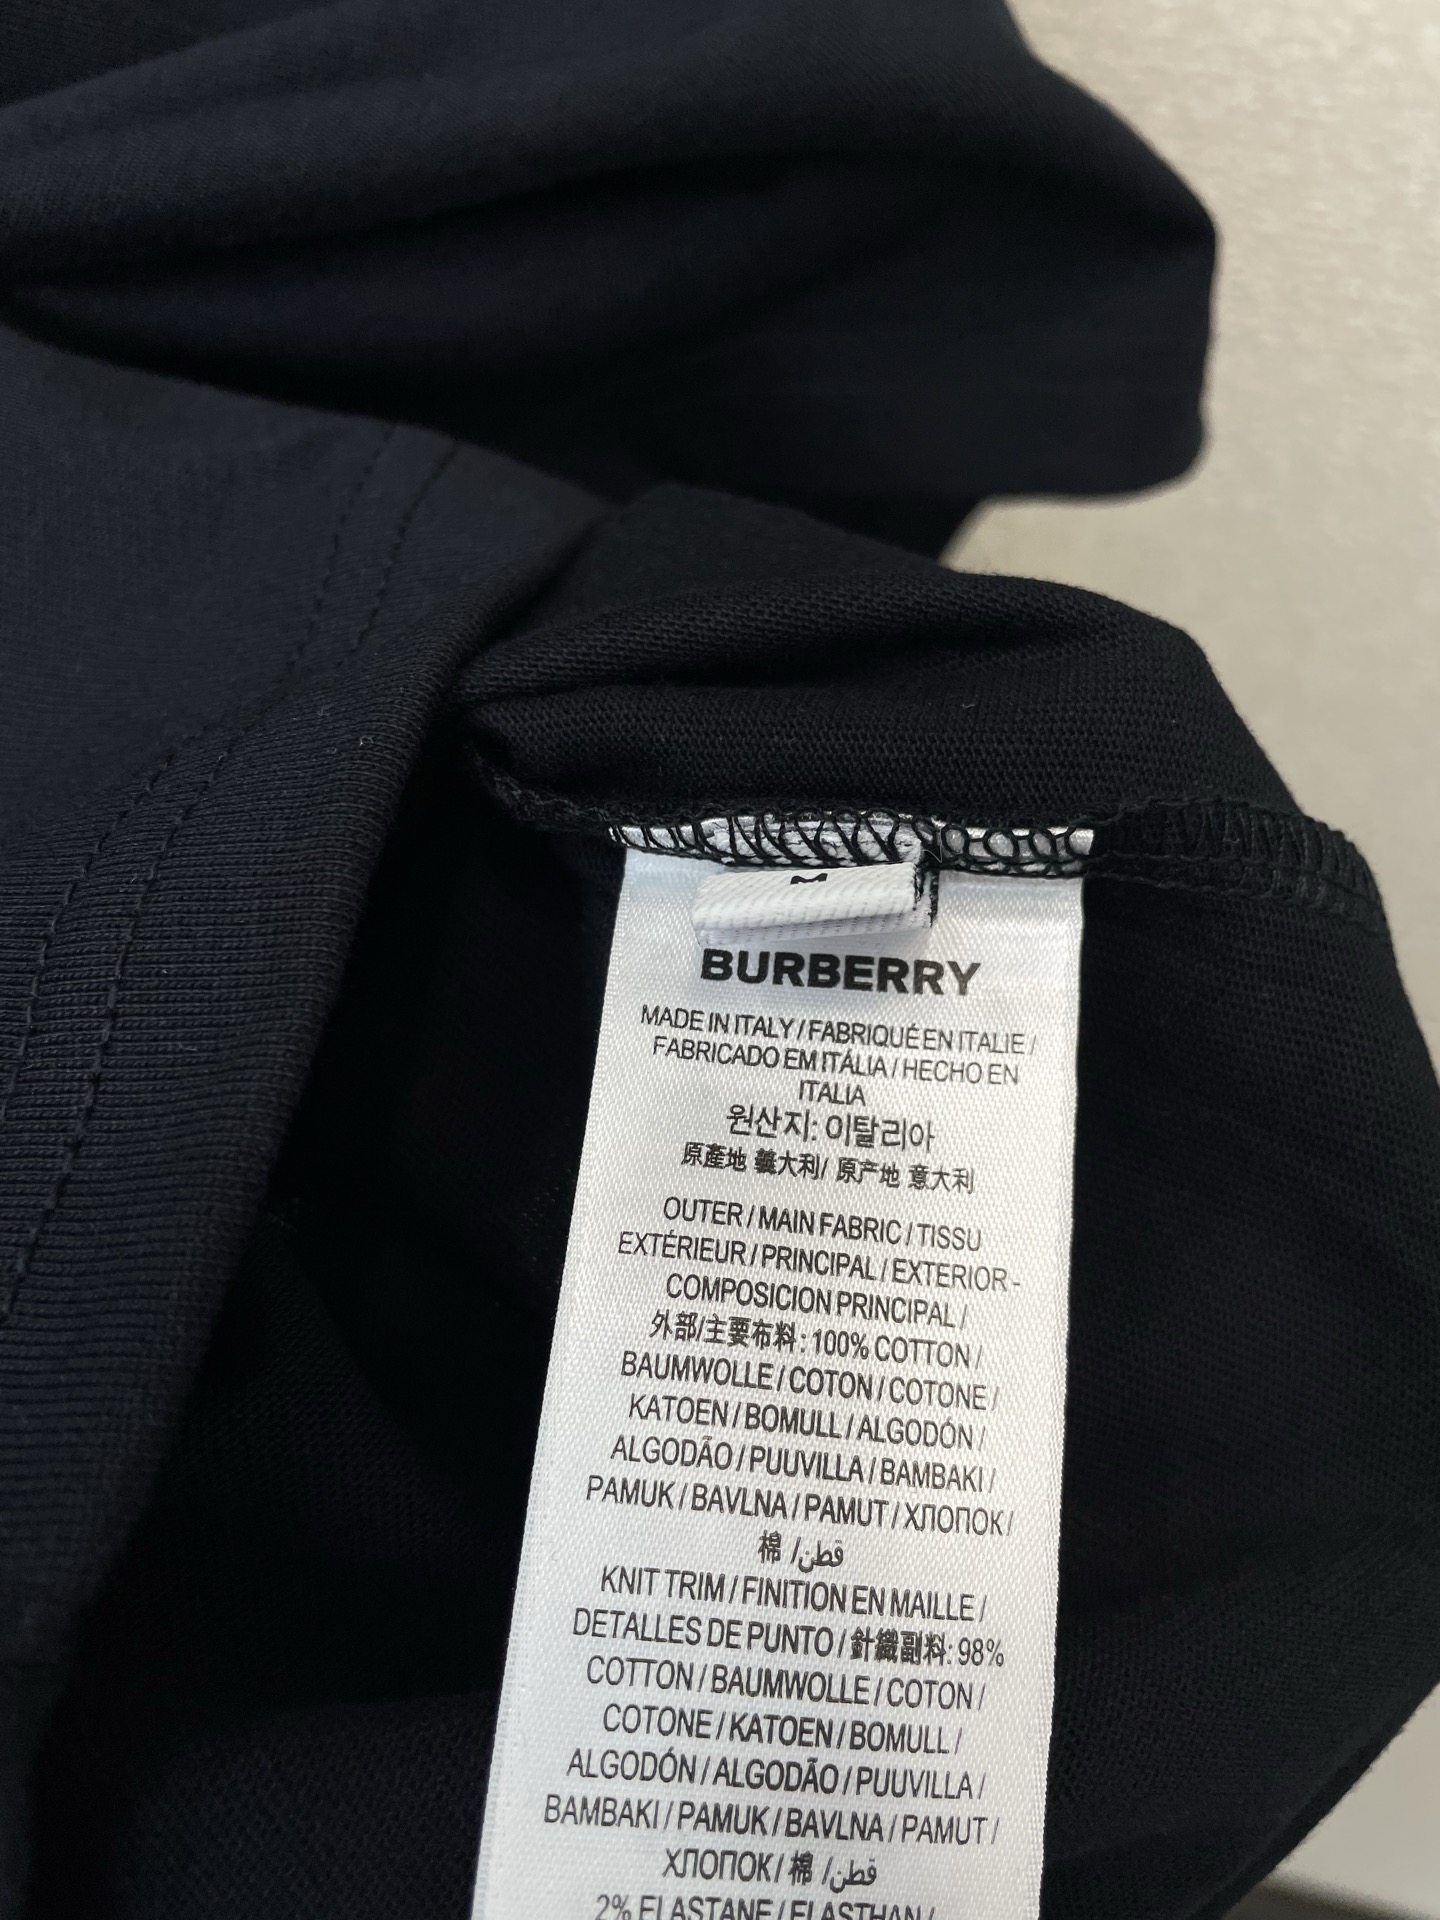 BURBERRY
MADE IN ITALY / FABRIQUÉ EN ITALIE /
FABRICADO EM ITÁLIA / HECHO EN
ITALIA
원산지: 이탈리아
原產地 義大利/ 原产地 意大利
OUTER / MAIN FABRIC / TISSU
EXTÉRIEUR / PRINCIPAL / EXTERIOR -
COMPOSICION PRINCIPAL /
外部/主要布料: 100% COTTON /
BAUMWOLLE / COTON / COTONE /
KATOEN / BOMULL / ALGODÓN /
ALGODÃO / PUUVILLA / BAMBAKI /
PAMUK / BAVLNA / PAMUT / ХЛОПОК /
棉 / قطن
KNIT TRIM / FINITION EN MAILLE /
DETALLES DE PUNTO / 針織副料: 98%
COTTON / BAUMWOLLE / COTON /
COTONE / KATOEN / BOMULL /
ALGODÓN / ALGODÃO / PUUVILLA /
BAMBAKI / PAMUK / BAVLNA / PAMUT /
ХЛОПОК / 棉 / قطن
2% ELASTANE / ELASTHAN /